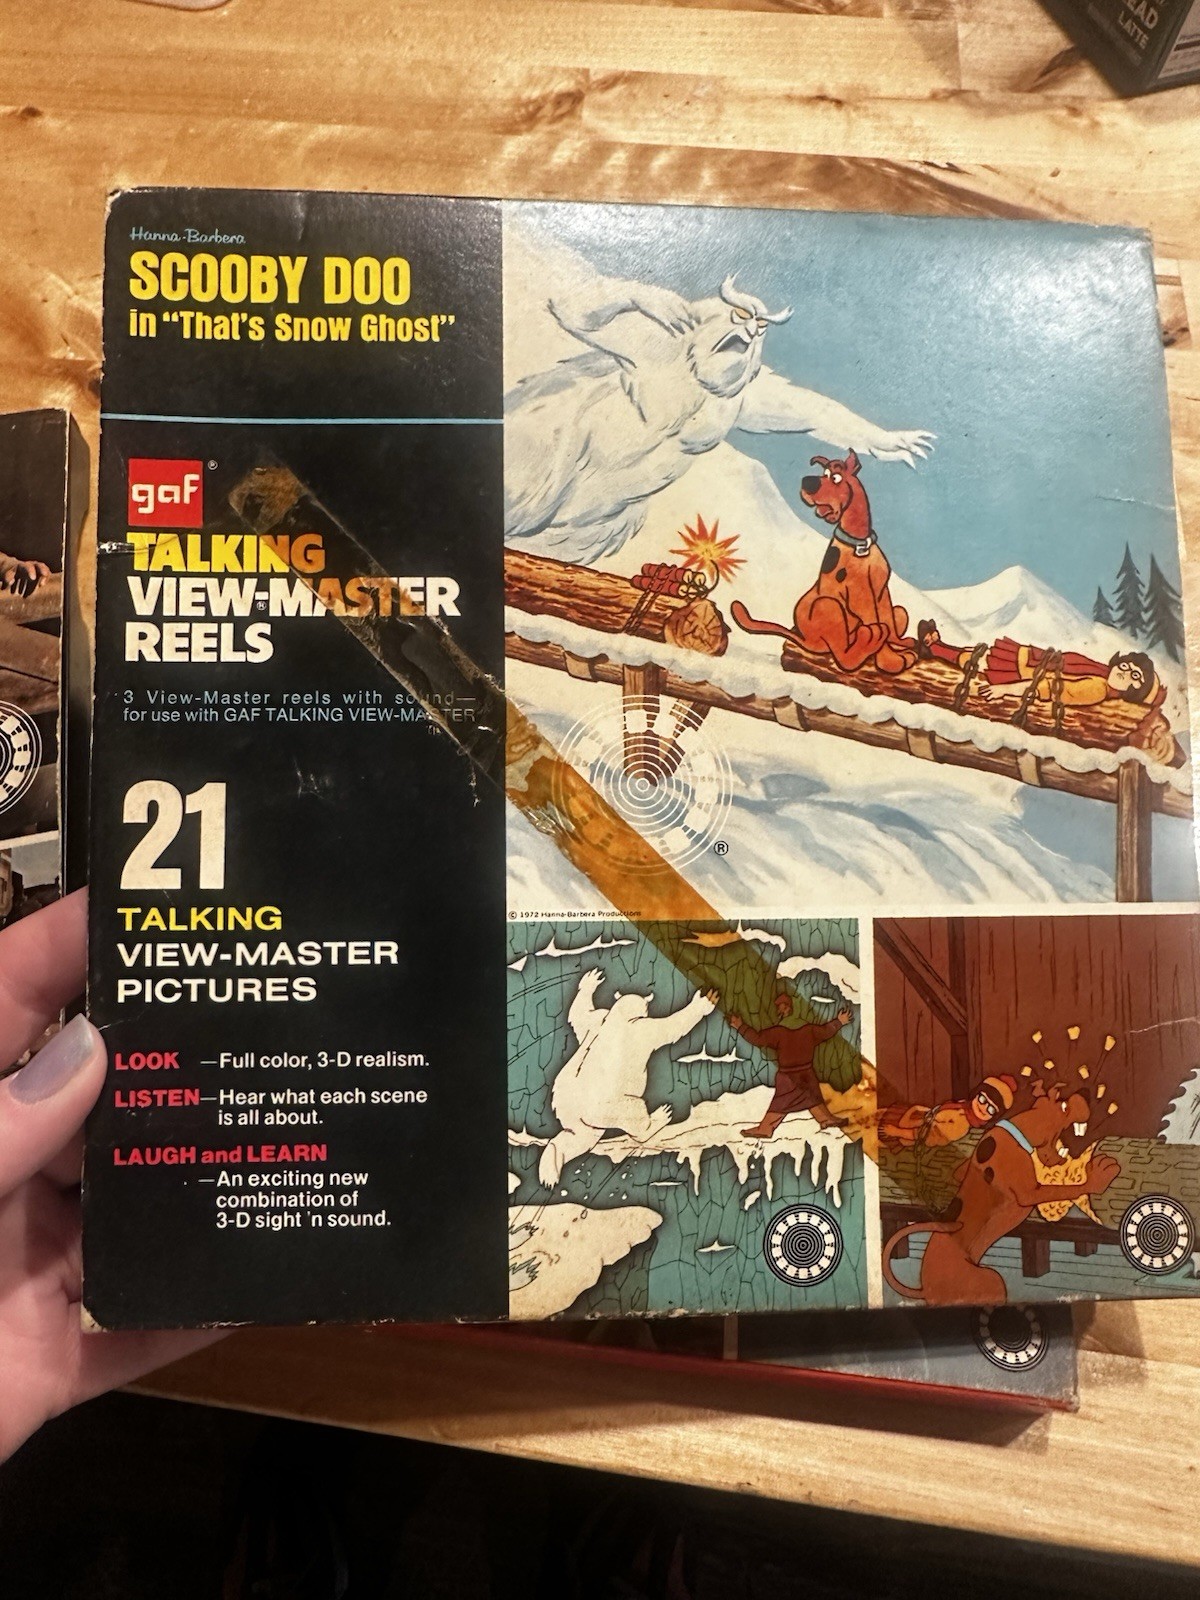 EAD
LATTE
Hanna-Barbera
SCOOBY DOO
in “That’s Snow Ghost”
gaf®
TALKING
VIEW-MASTER®
REELS
3 View-Master reels with sound—
for use with GAF TALKING VIEW-MASTER
21
TALKING
VIEW-MASTER
PICTURES
LOOK —Full color, 3-D realism.
LISTEN—Hear what each scene
is all about.
LAUGH and LEARN
—An exciting new
combination of
3-D sight ’n sound.
®
© 1972 Hanna-Barbera Productions